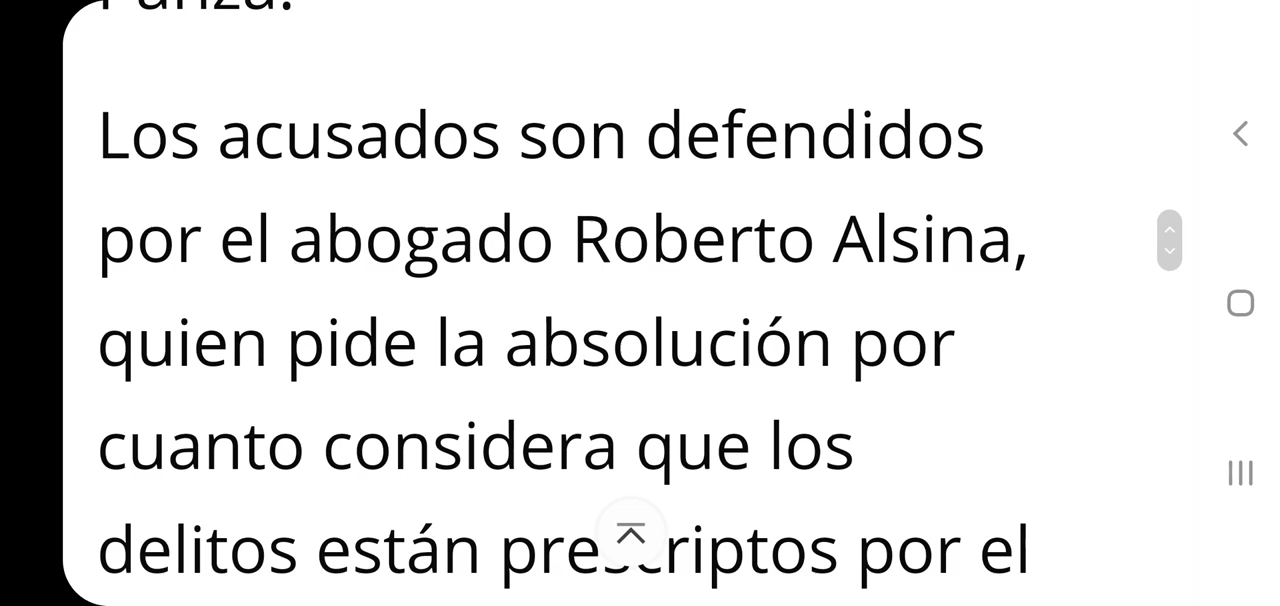 Los acusados son defendidos
por el abogado Roberto Alsina,
quien pide la absolución por
cuanto considera que los
delitos están prescriptos por el